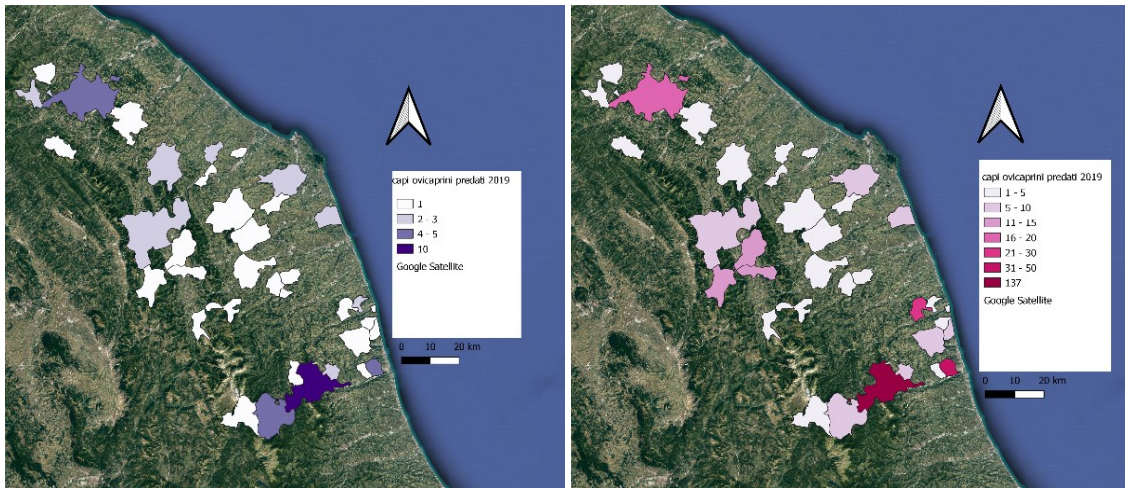 capi ovicaprini predati 2019
1
2 - 3
4 - 5
10
Google Satellite
0 10 20 km
capi ovicaprini predati 2019
1 - 5
5 - 10
11 - 15
16 - 20
21 - 30
31 - 50
137
Google Satellite
0 10 20 km